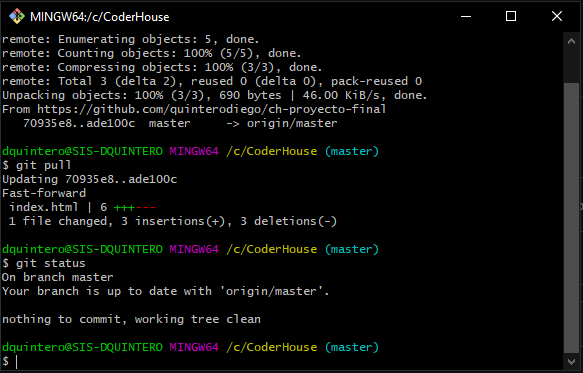 MINGW64:/c/CoderHouse
remote: Enumerating objects: 5, done.
remote: Counting objects: 100% (5/5), done.
remote: Compressing objects: 100% (3/3), done.
remote: Total 3 (delta 2), reused 0 (delta 0), pack-reused 0
Unpacking objects: 100% (3/3), 690 bytes | 46.00 KiB/s, done.
From https://github.com/quinterodiego/ch-proyecto-final
   70935e8..ade100c  master     -> origin/master

dquintero@SIS-DQUINTERO MINGW64 /c/CoderHouse (master)
$ git pull
Updating 70935e8..ade100c
Fast-forward
 index.html | 6 +++---
 1 file changed, 3 insertions(+), 3 deletions(-)

dquintero@SIS-DQUINTERO MINGW64 /c/CoderHouse (master)
$ git status
On branch master
Your branch is up to date with 'origin/master'.

nothing to commit, working tree clean

dquintero@SIS-DQUINTERO MINGW64 /c/CoderHouse (master)
$